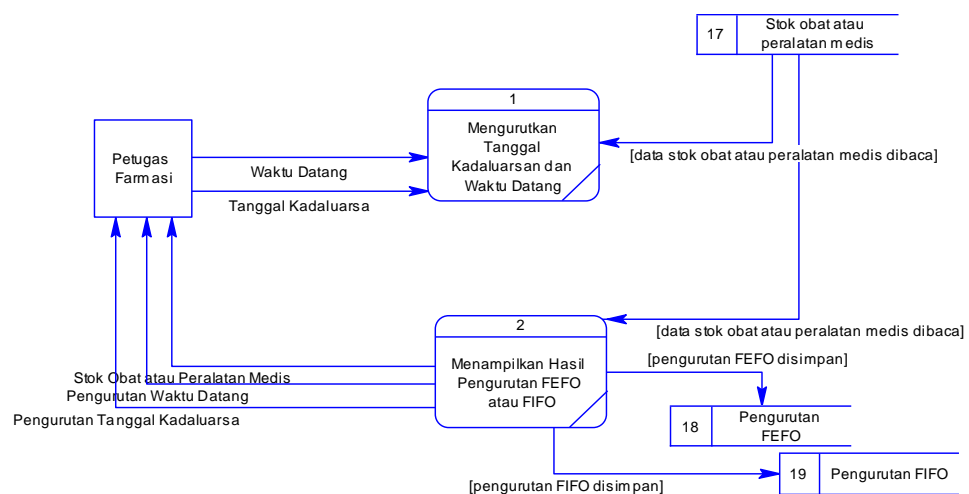 17
Stok obat atau
peralatan medis
1
Mengurutkan
Tanggal
Kadaluarsan dan
Waktu Datang
Petugas
Farmasi
Waktu Datang
Tanggal Kadaluarsa
[data stok obat atau peralatan medis dibaca]
2
Menampilkan Hasil
Pengurutan FEFO
atau FIFO
[data stok obat atau peralatan medis dibaca]
[pengurutan FEFO disimpan]
Stok Obat atau Peralatan Medis
Pengurutan Waktu Datang
Pengurutan Tanggal Kadaluarsa
18
Pengurutan
FEFO
19
Pengurutan FIFO
[pengurutan FIFO disimpan]